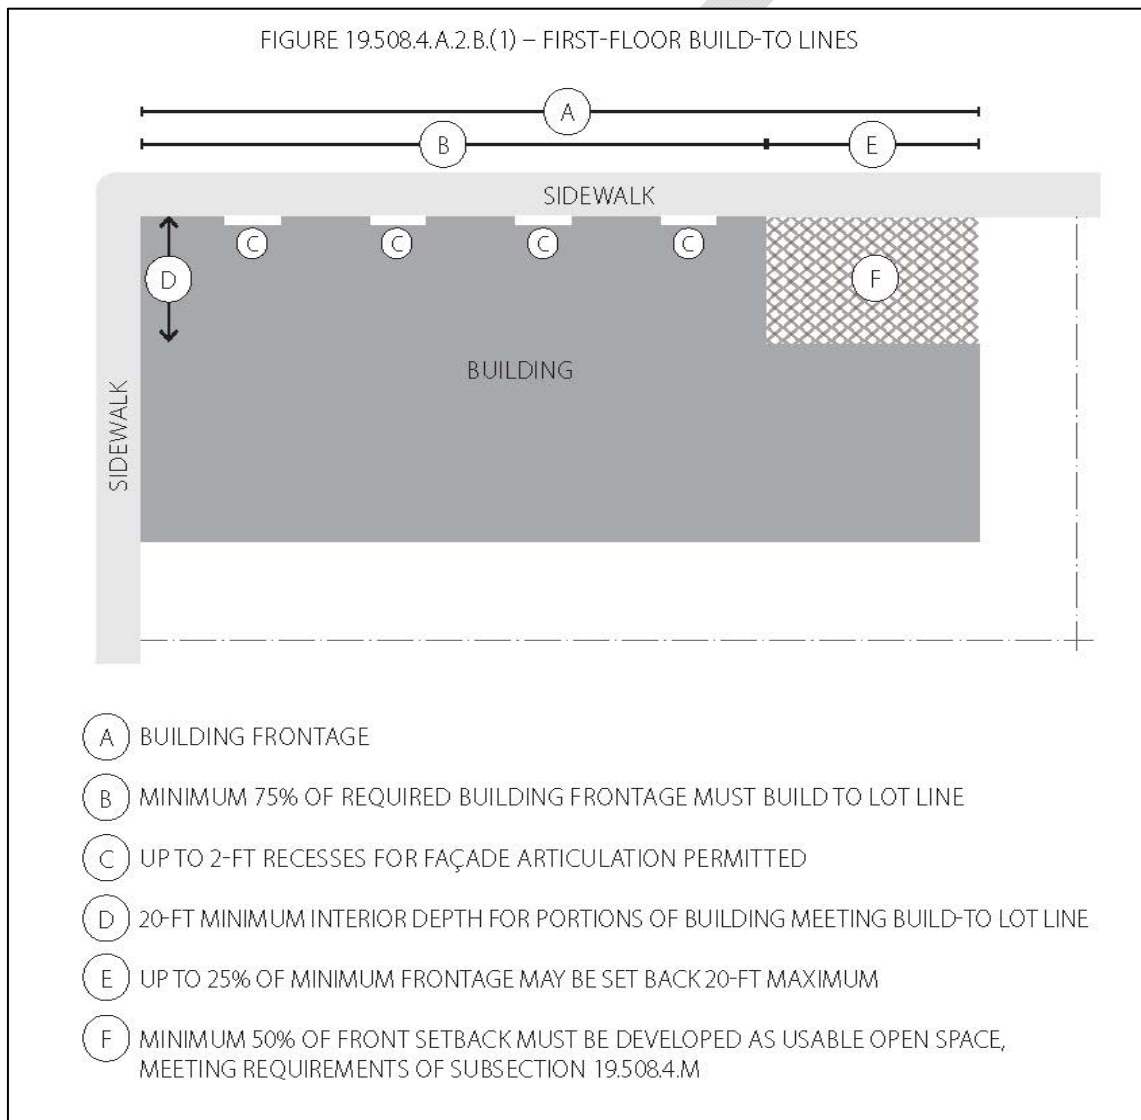 FIGURE 19.508.4.A.2.B.(1) – FIRST-FLOOR BUILD-TO LINES
A
B
E
SIDEWALK
C
C
C
C
D
F
BUILDING
SIDEWALK
A BUILDING FRONTAGE
B MINIMUM 75% OF REQUIRED BUILDING FRONTAGE MUST BUILD TO LOT LINE
C UP TO 2-FT RECESSES FOR FAÇADE ARTICULATION PERMITTED
D 20-FT MINIMUM INTERIOR DEPTH FOR PORTIONS OF BUILDING MEETING BUILD-TO LOT LINE
E UP TO 25% OF MINIMUM FRONTAGE MAY BE SET BACK 20-FT MAXIMUM
F MINIMUM 50% OF FRONT SETBACK MUST BE DEVELOPED AS USABLE OPEN SPACE,
MEETING REQUIREMENTS OF SUBSECTION 19.508.4.M